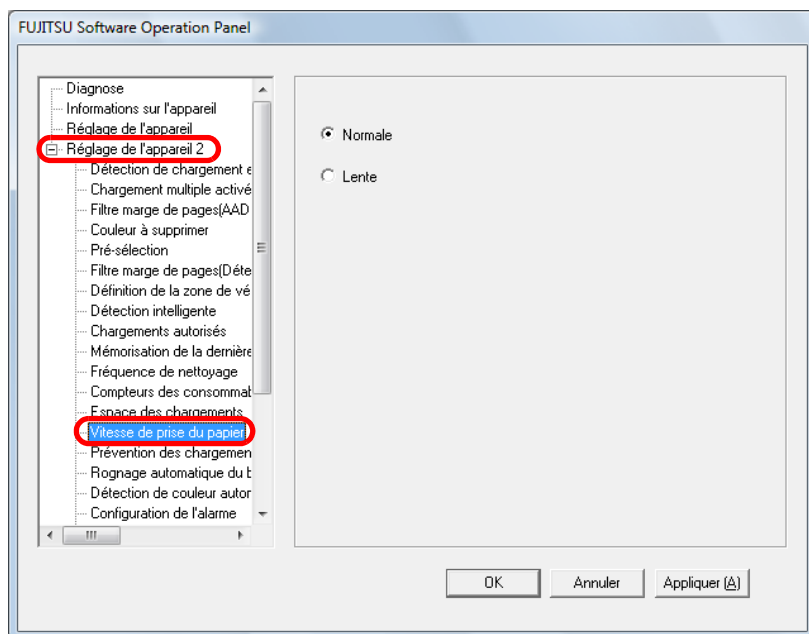 FUJITSU Software Operation Panel
Diagnose
Informations sur l'appareil
Réglage de l'appareil
Réglage de l'appareil 2
Détection de chargement e
Chargement multiple activé
Filtre marge de pages(AAD
Couleur à supprimer
Pré-sélection
Filtre marge de pages(Déte
Définition de la zone de vé
Détection intelligente
Chargements autorisés
Mémorisation de la dernière
Fréquence de nettoyage
Compteurs des consommat
Espace des chargements
Vitesse de prise du papier
Prévention des chargemen
Rognage automatique du b
Détection de couleur autor
Configuration de l'alarme
Normale
Lente
OK
Annuler
Appliquer (A)